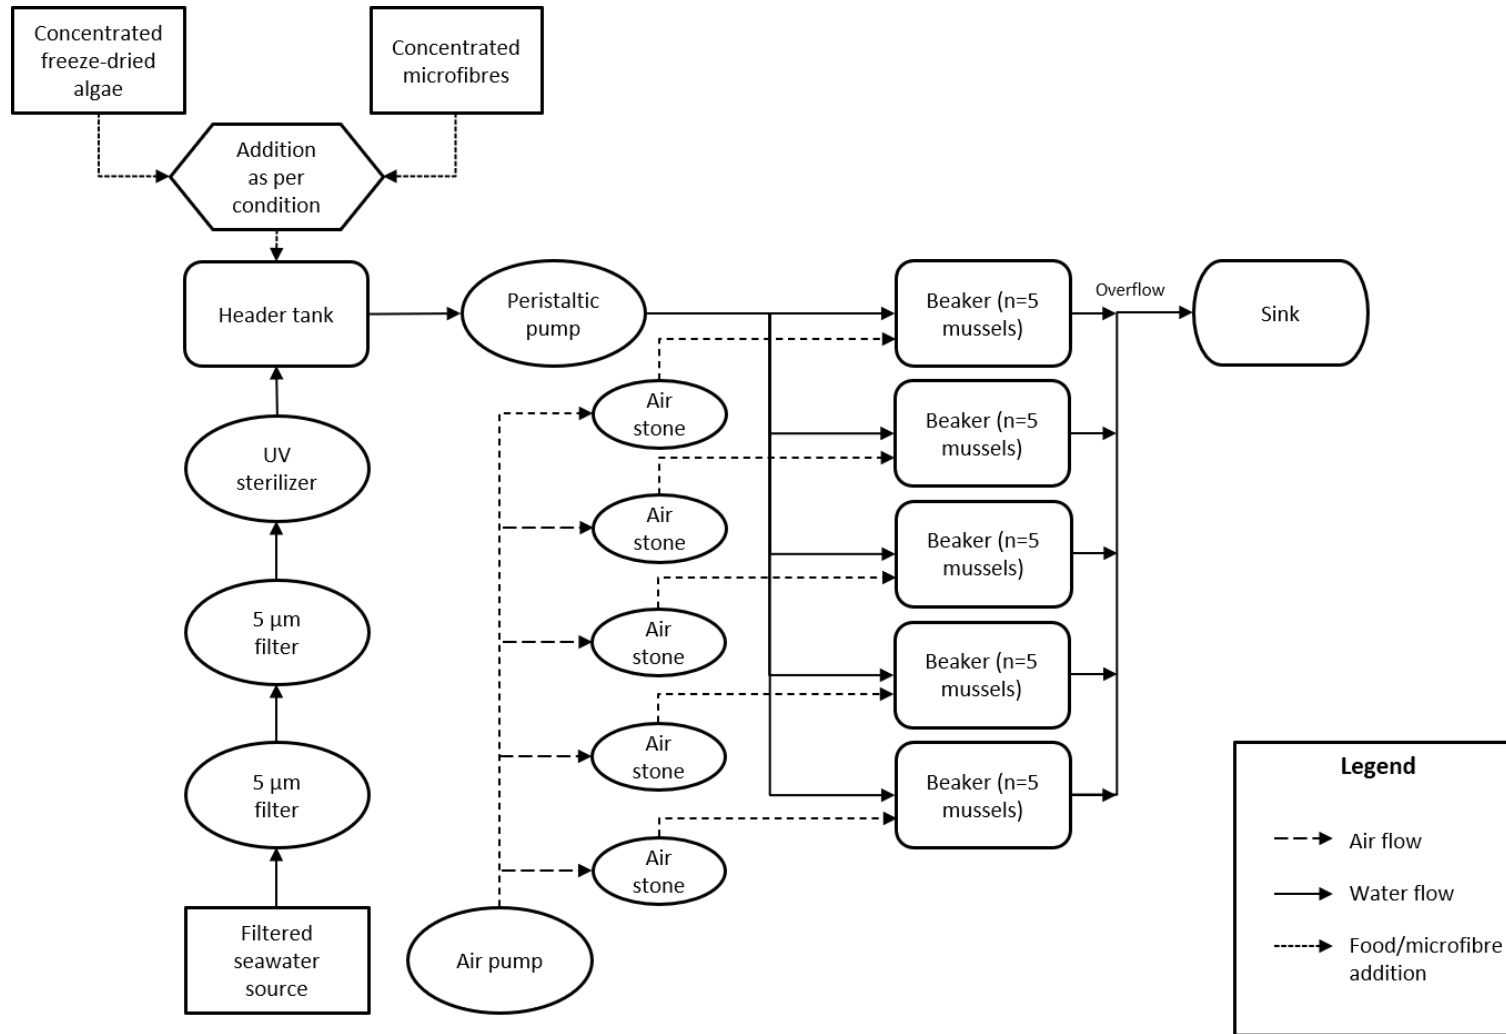 Concentrated
freeze-dried
algae
Concentrated
microfibres
Addition
as per
condition
Header tank
Peristaltic
pump
Beaker (n=5
mussels)
Overflow
Sink
Air
stone
Beaker (n=5
mussels)
UV
sterilizer
Air
stone
Beaker (n=5
mussels)
5 µm
filter
Air
stone
Beaker (n=5
mussels)
Air
stone
5 µm
filter
Beaker (n=5
mussels)
Air
stone
Filtered
seawater
source
Air pump
Legend
Air flow
Water flow
Food/microfibre
addition